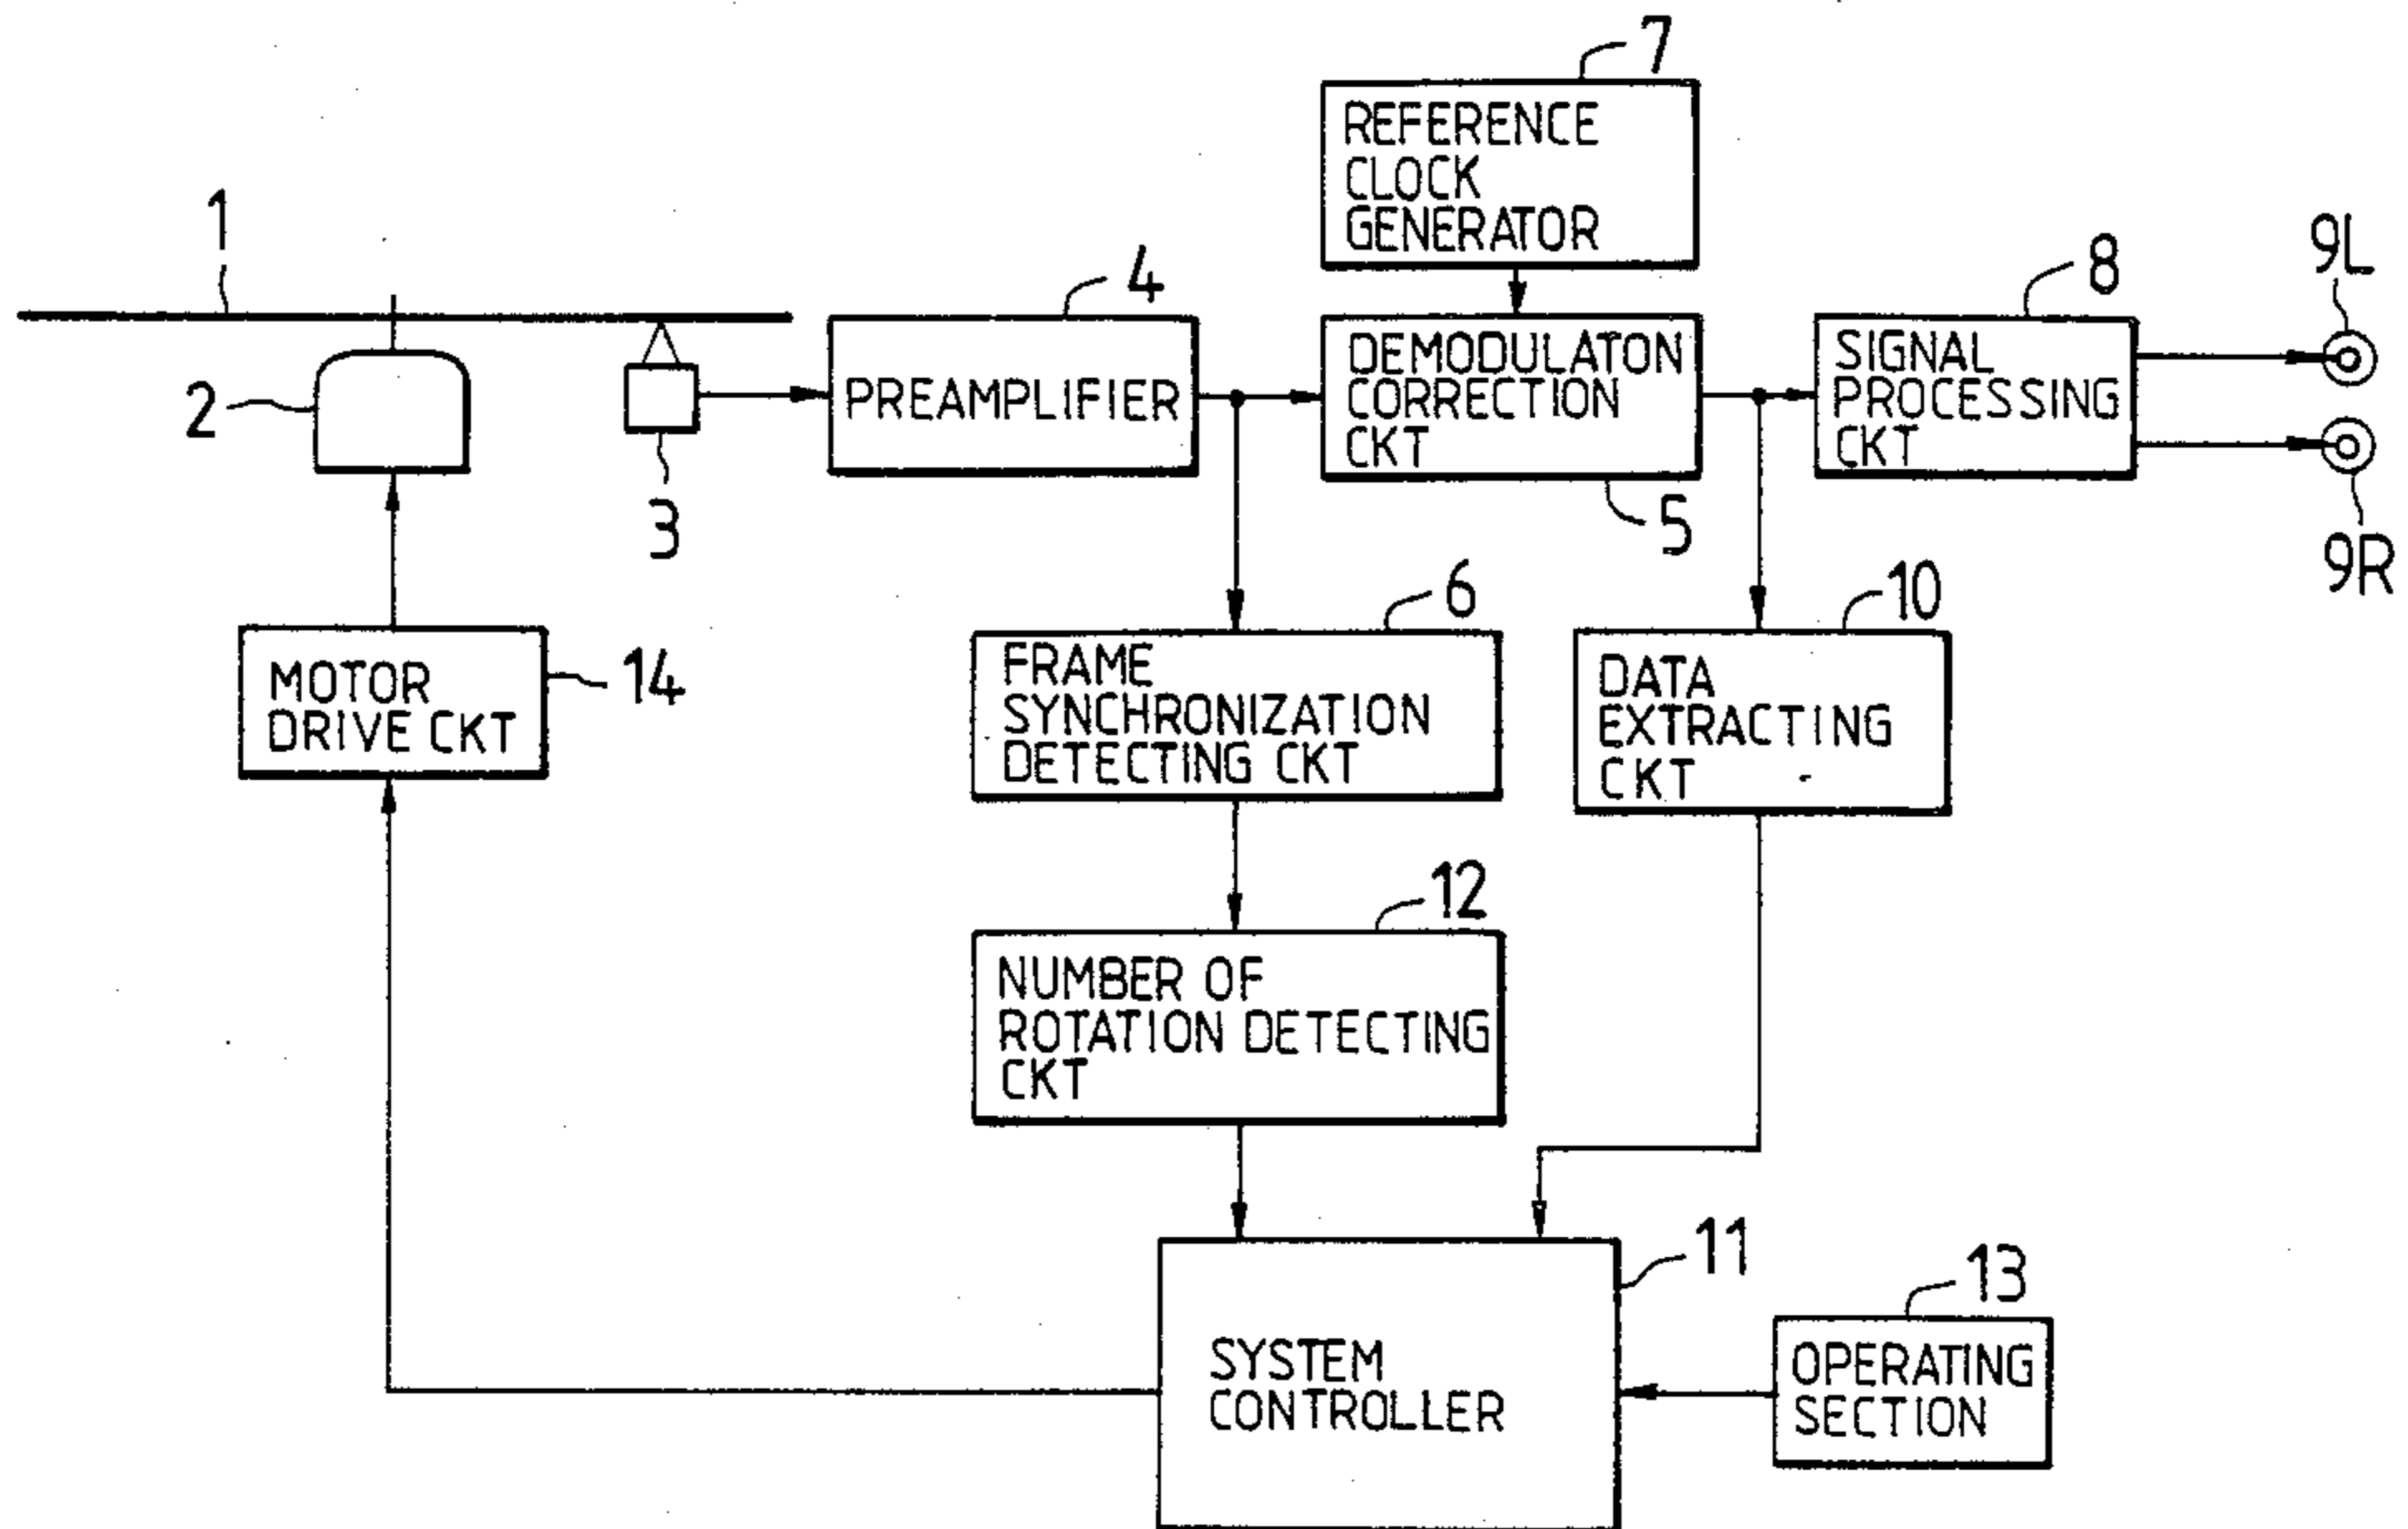 7
REFERENCE
CLOCK
GENERATOR
1
4
8
9L
2
3
PREAMPLIFIER
DEMODULATON
CORRECTION
CKT
5
SIGNAL
PROCESSING
CKT
9R
MOTOR
DRIVE CKT
14
6
FRAME
SYNCHRONIZATION
DETECTING CKT
10
DATA
EXTRACTING
CKT
12
NUMBER OF
ROTATION DETECTING
CKT
11
SYSTEM
CONTROLLER
13
OPERATING
SECTION